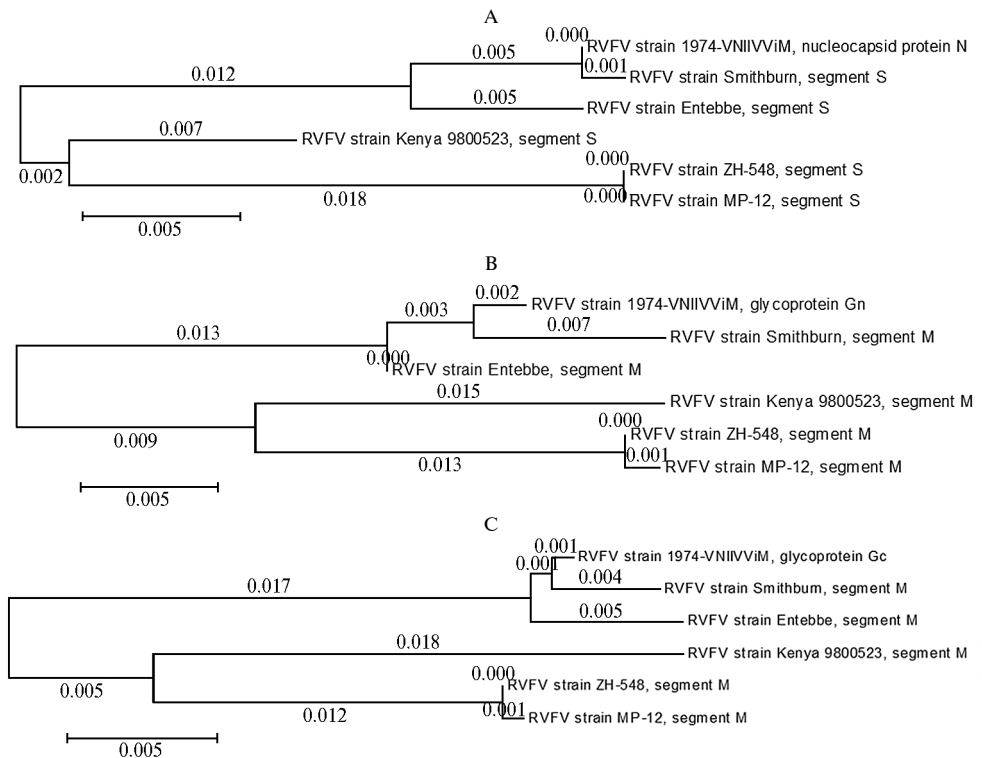 A
0.000
RVFV strain 1974-VNIIVViM, nucleocapsid protein N
0.005
0.001
RVFV strain Smithburn, segment S
0.012
0.005
RVFV strain Entebbe, segment S
0.007
RVFV strain Kenya 9800523, segment S
0.000
RVFV strain ZH-548, segment S
0.002
0.018
0.000
RVFV strain MP-12, segment S
0.005
B
0.002
RVFV strain 1974-VNIIVViM, glycoprotein Gn
0.003
0.007
RVFV strain Smithburn, segment M
0.013
0.000
RVFV strain Entebbe, segment M
0.015
RVFV strain Kenya 9800523, segment M
0.000
RVFV strain ZH-548, segment M
0.009
0.013
0.001
RVFV strain MP-12, segment M
0.005
C
0.001
RVFV strain 1974-VNIIVViM, glycoprotein Gc
0.001
0.004
RVFV strain Smithburn, segment M
0.017
0.005
RVFV strain Entebbe, segment M
0.018
RVFV strain Kenya 9800523, segment M
0.000
RVFV strain ZH-548, segment M
0.005
0.012
0.001
RVFV strain MP-12, segment M
0.005